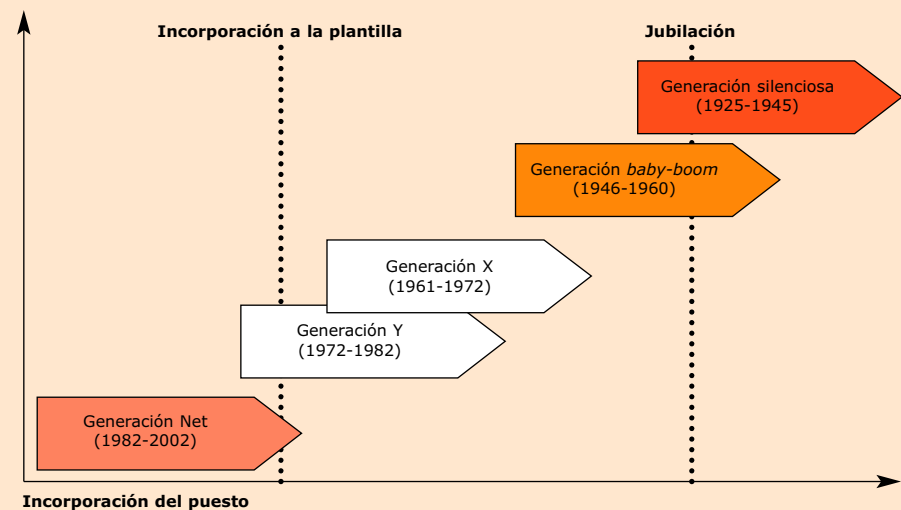 Incorporación a la plantilla
Jubilación
Generación silenciosa
(1925-1945)
Generación baby-boom
(1946-1960)
Generación X
(1961-1972)
Generación Y
(1972-1982)
Generación Net
(1982-2002)
Incorporación del puesto